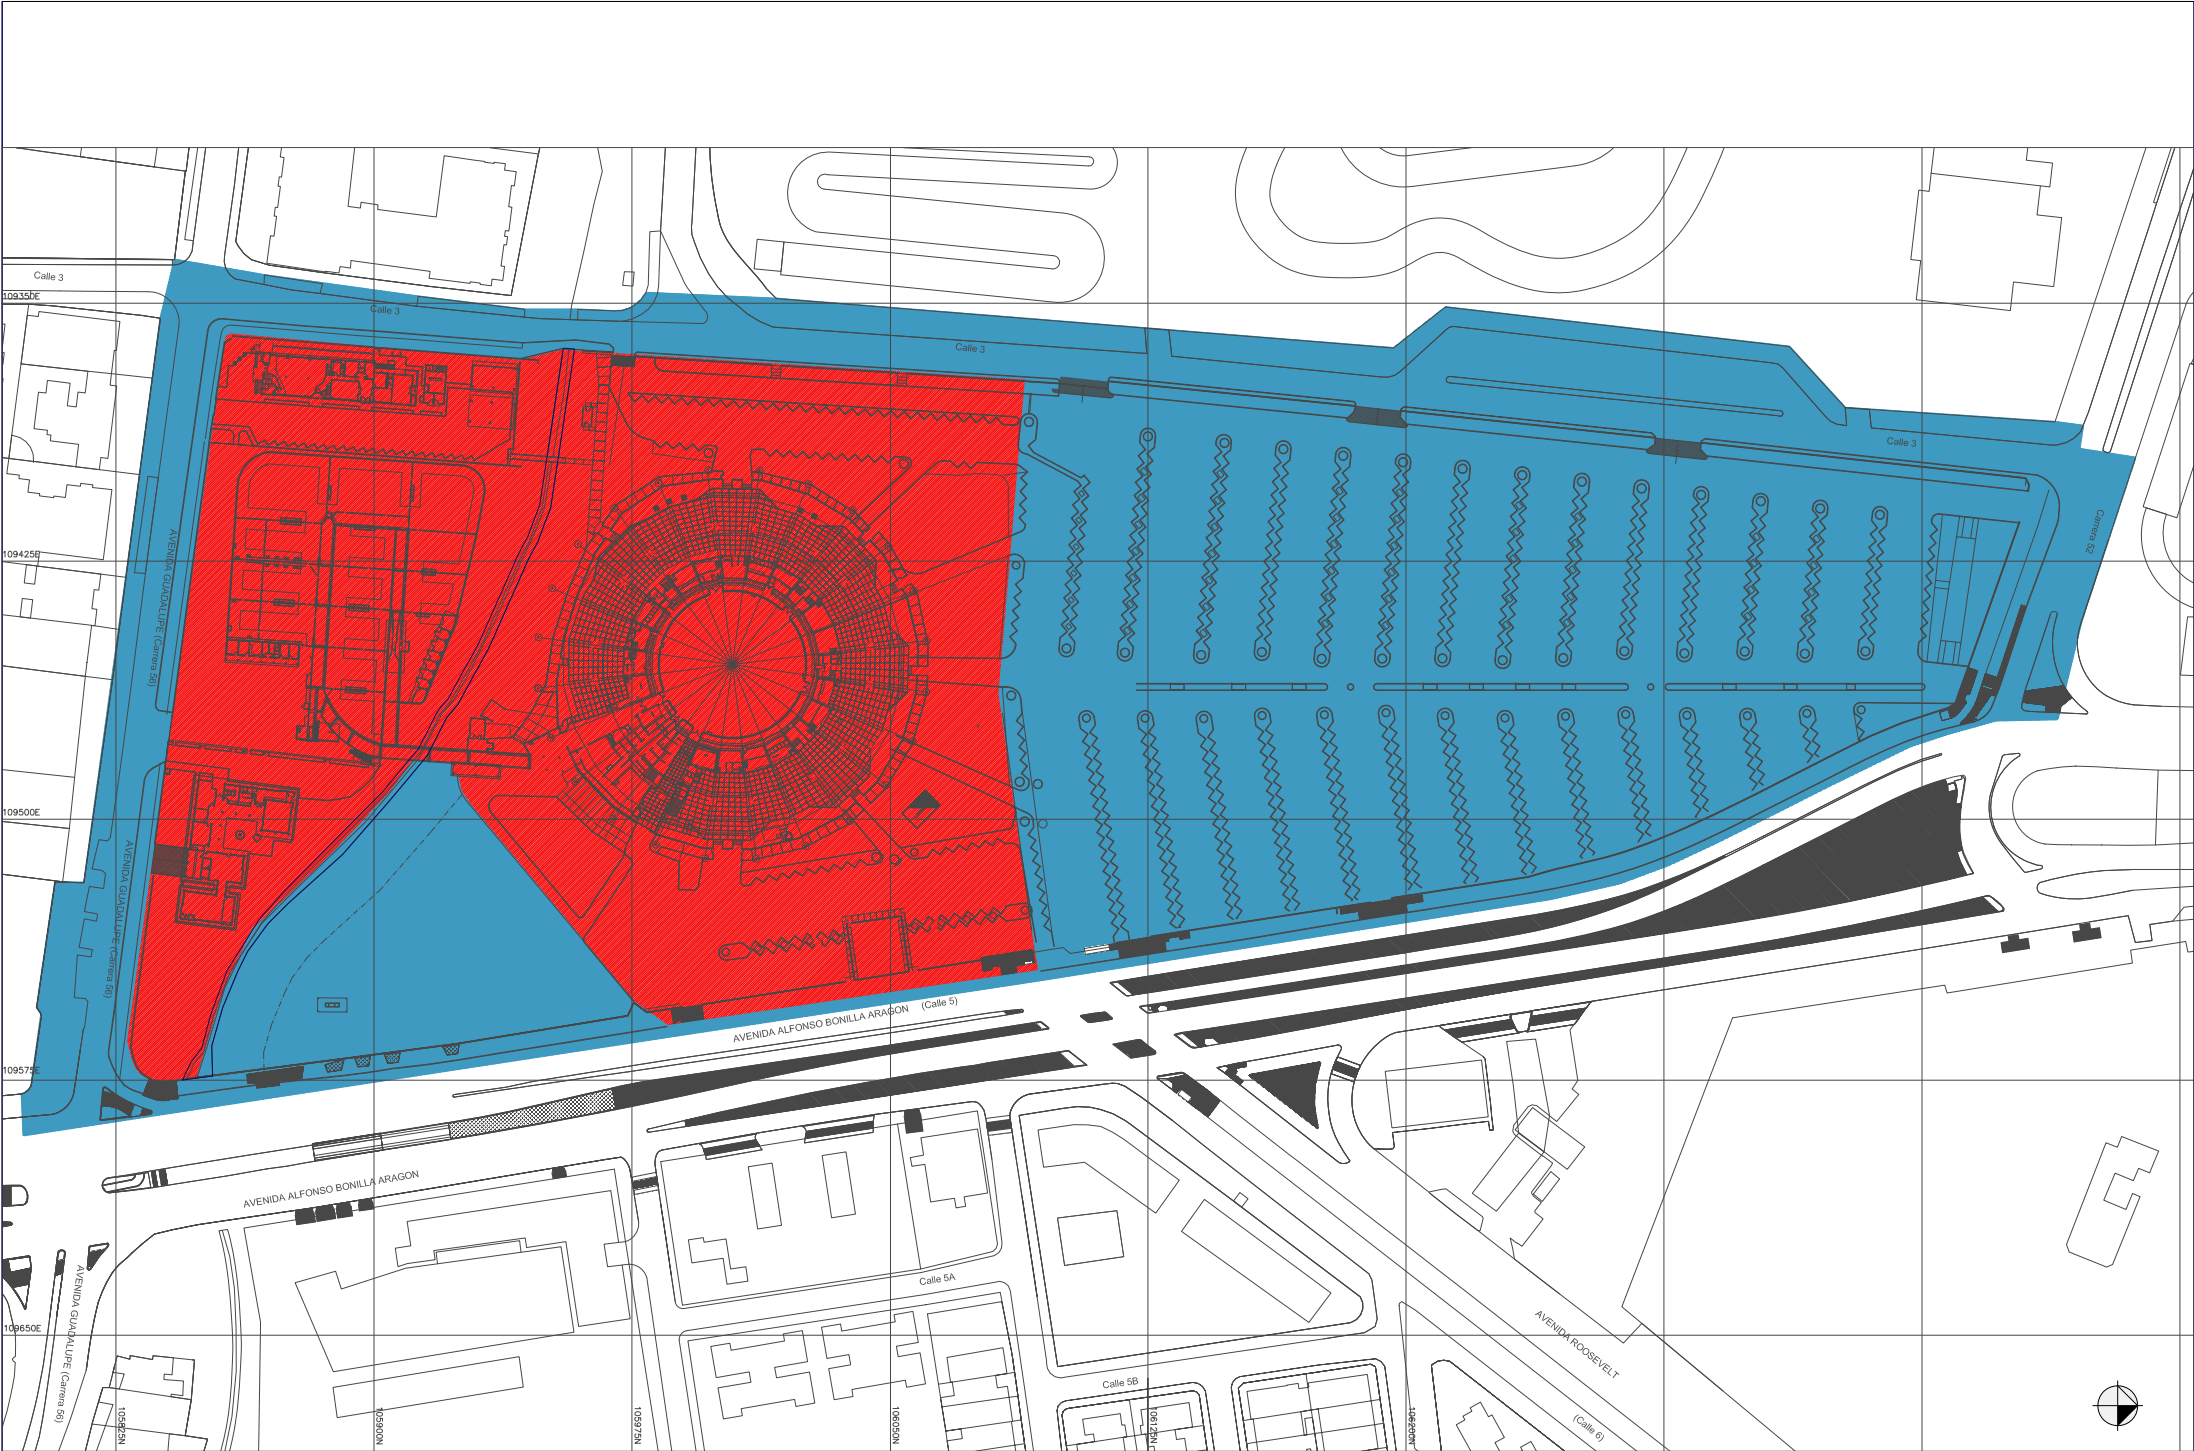 Calle 3
109350E
Calle 3
Calle 3
Calle 3
Carrera 52
109425E
AVENIDA GUADALUPE (Carrera 56)
109500E
AVENIDA GUADALUPE (Carrera 56)
AVENIDA ALFONSO BONILLA ARAGON (Calle 5)
109575E
AVENIDA ALFONSO BONILLA ARAGON
Calle 5A
AVENIDA GUADALUPE (Carrera 56)
109650E
AVENIDA ROOSEVELT
Calle 5B
(Calle 6)
105825N
105900N
105975N
106050N
106125N
106200N